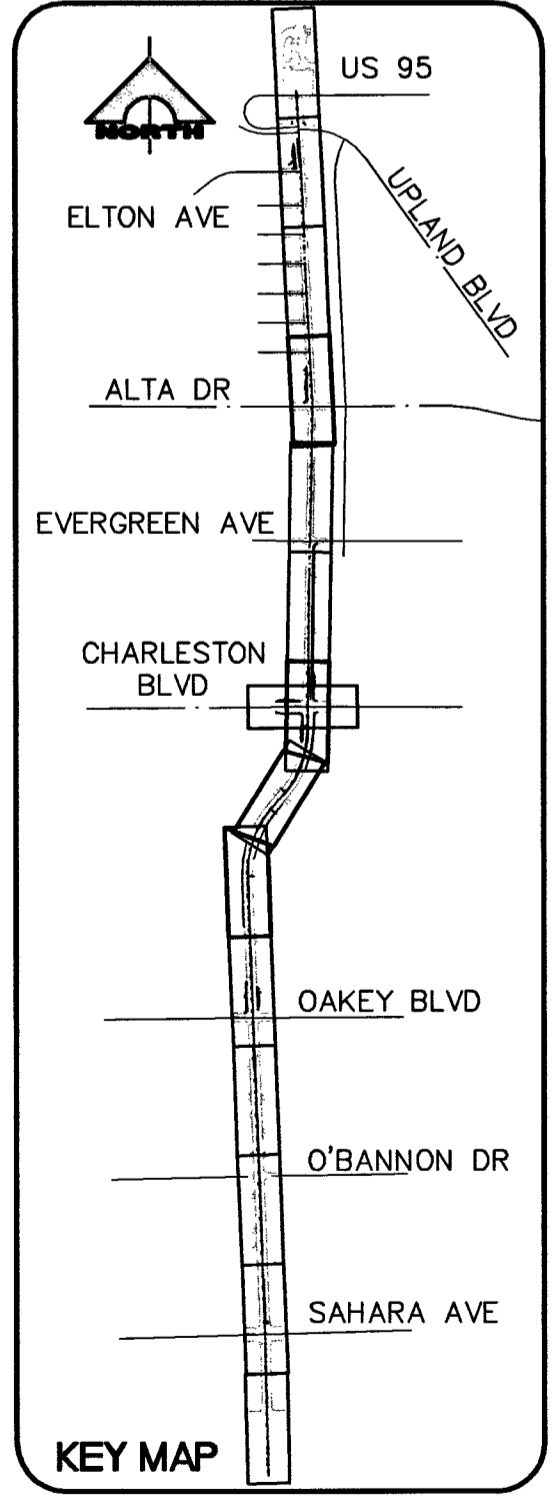 US 95
NORTH
UPLAND BLVD
ELTON AVE
ALTA DR
EVERGREEN AVE
CHARLESTON
BLVD
OAKEY BLVD
O'BANNON DR
SAHARA AVE
KEY MAP